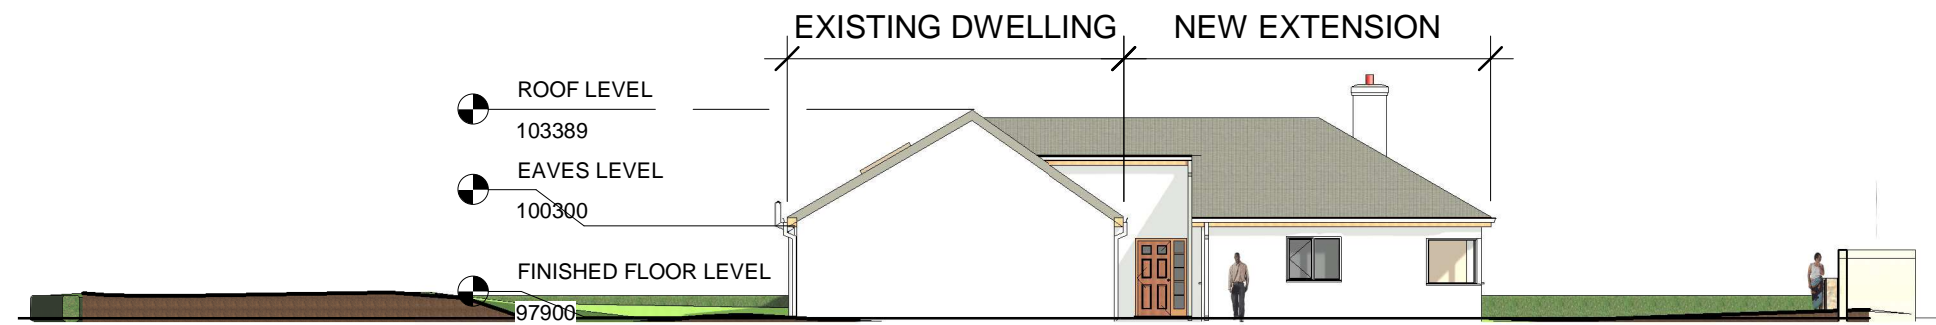 EXISTING DWELLING
NEW EXTENSION
ROOF LEVEL
103389
EAVES LEVEL
100300
FINISHED FLOOR LEVEL
97900